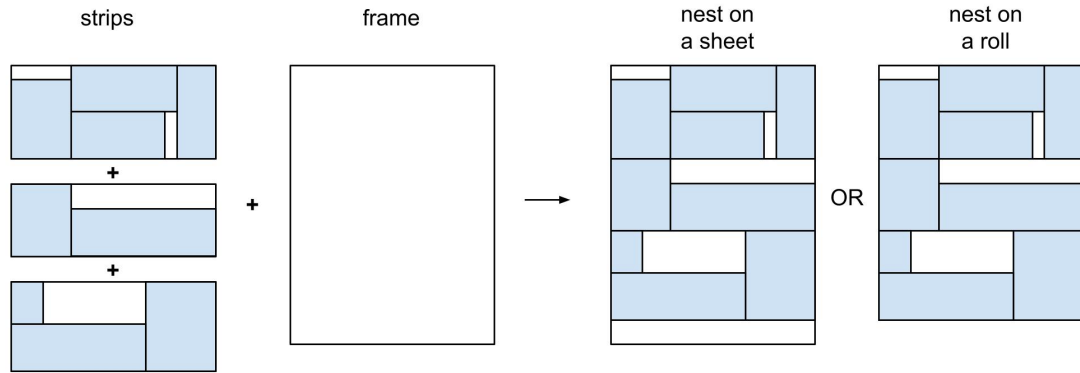 strips
frame
nest on
a sheet
nest on
a roll
+
+
+
OR